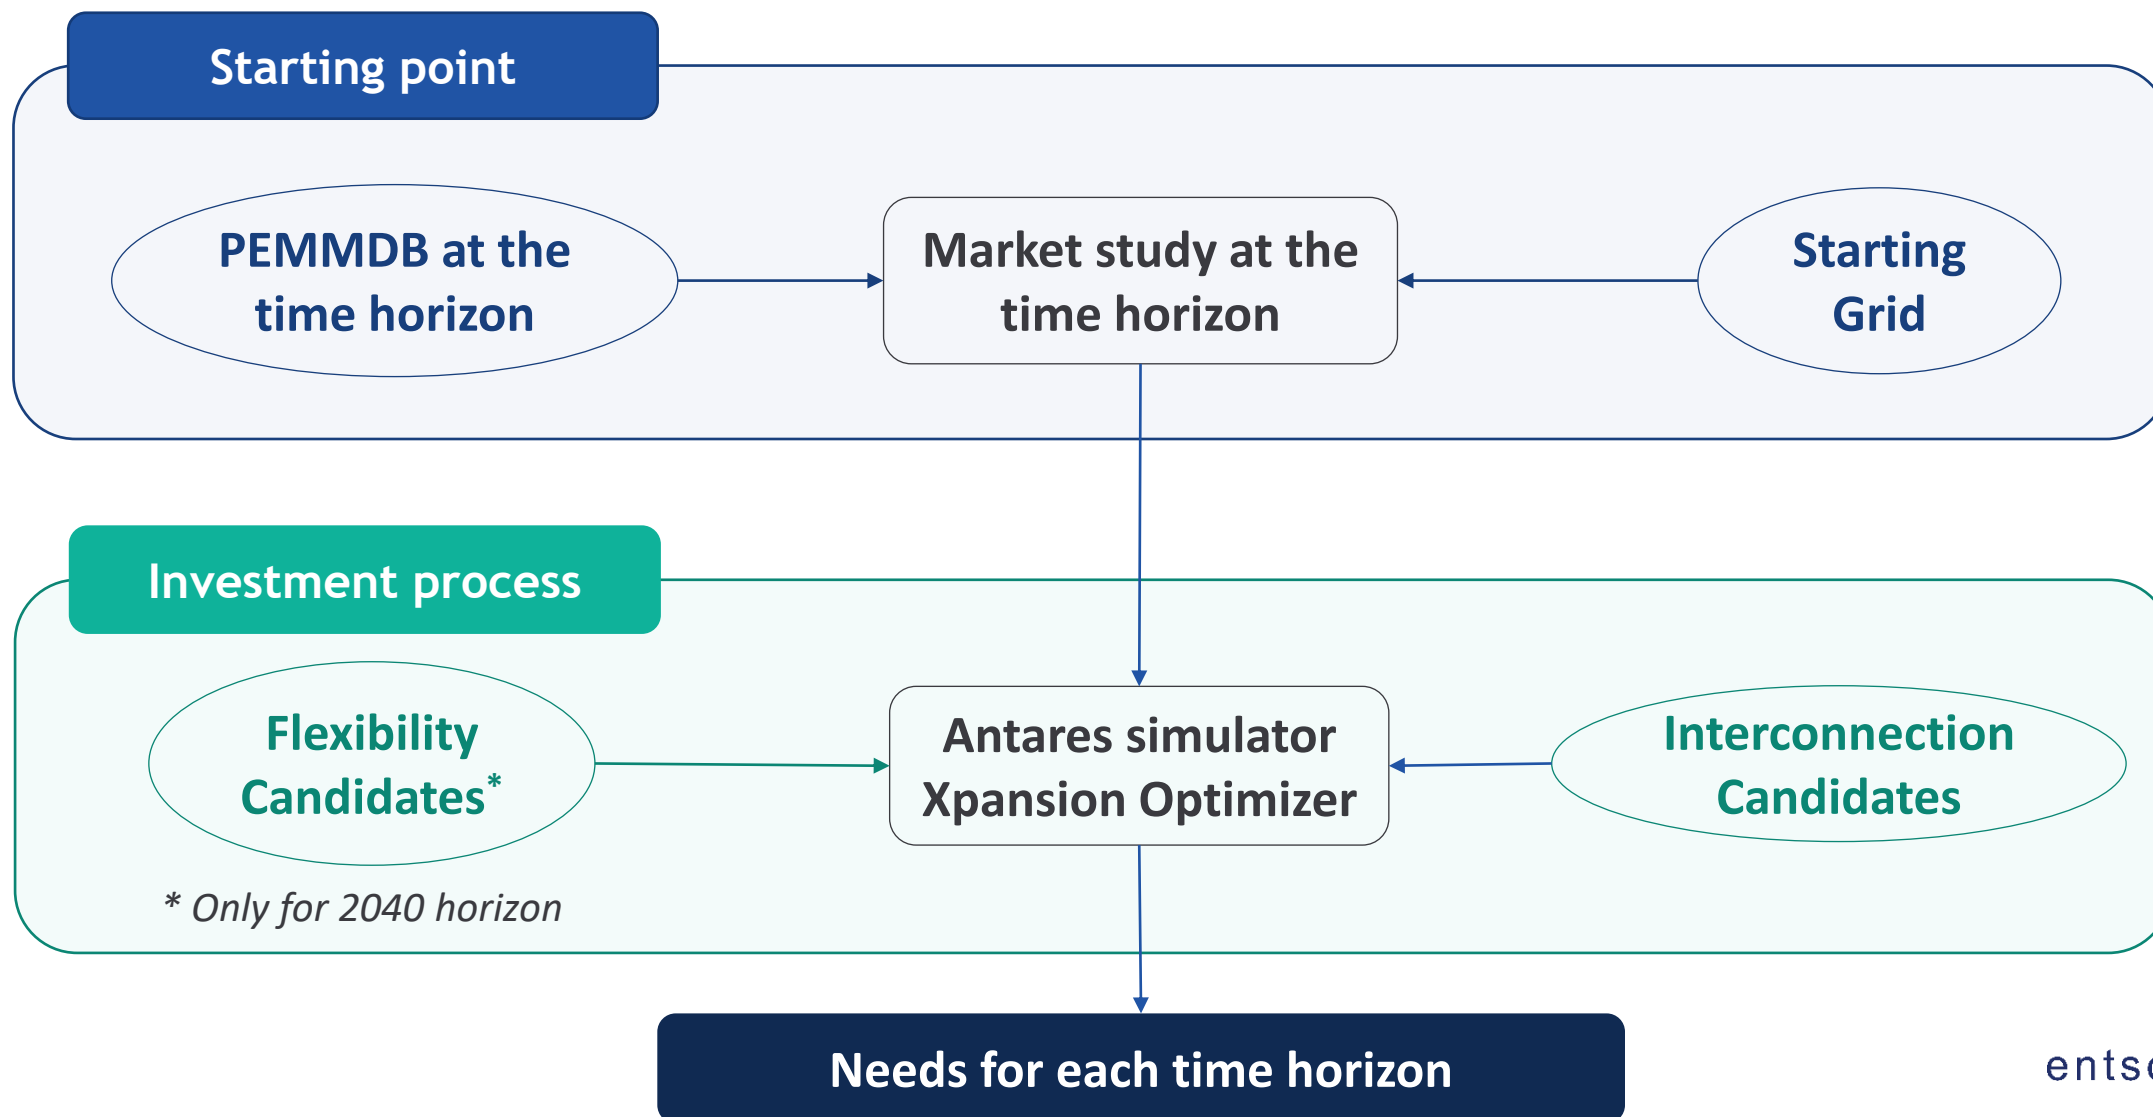 Starting point
PEMMDB at the
time horizon
Market study at the
time horizon
Starting
Grid
Investment process
Flexibility
Candidates*
Antares simulator
Xpansion Optimizer
Interconnection
Candidates
* Only for 2040 horizon
Needs for each time horizon